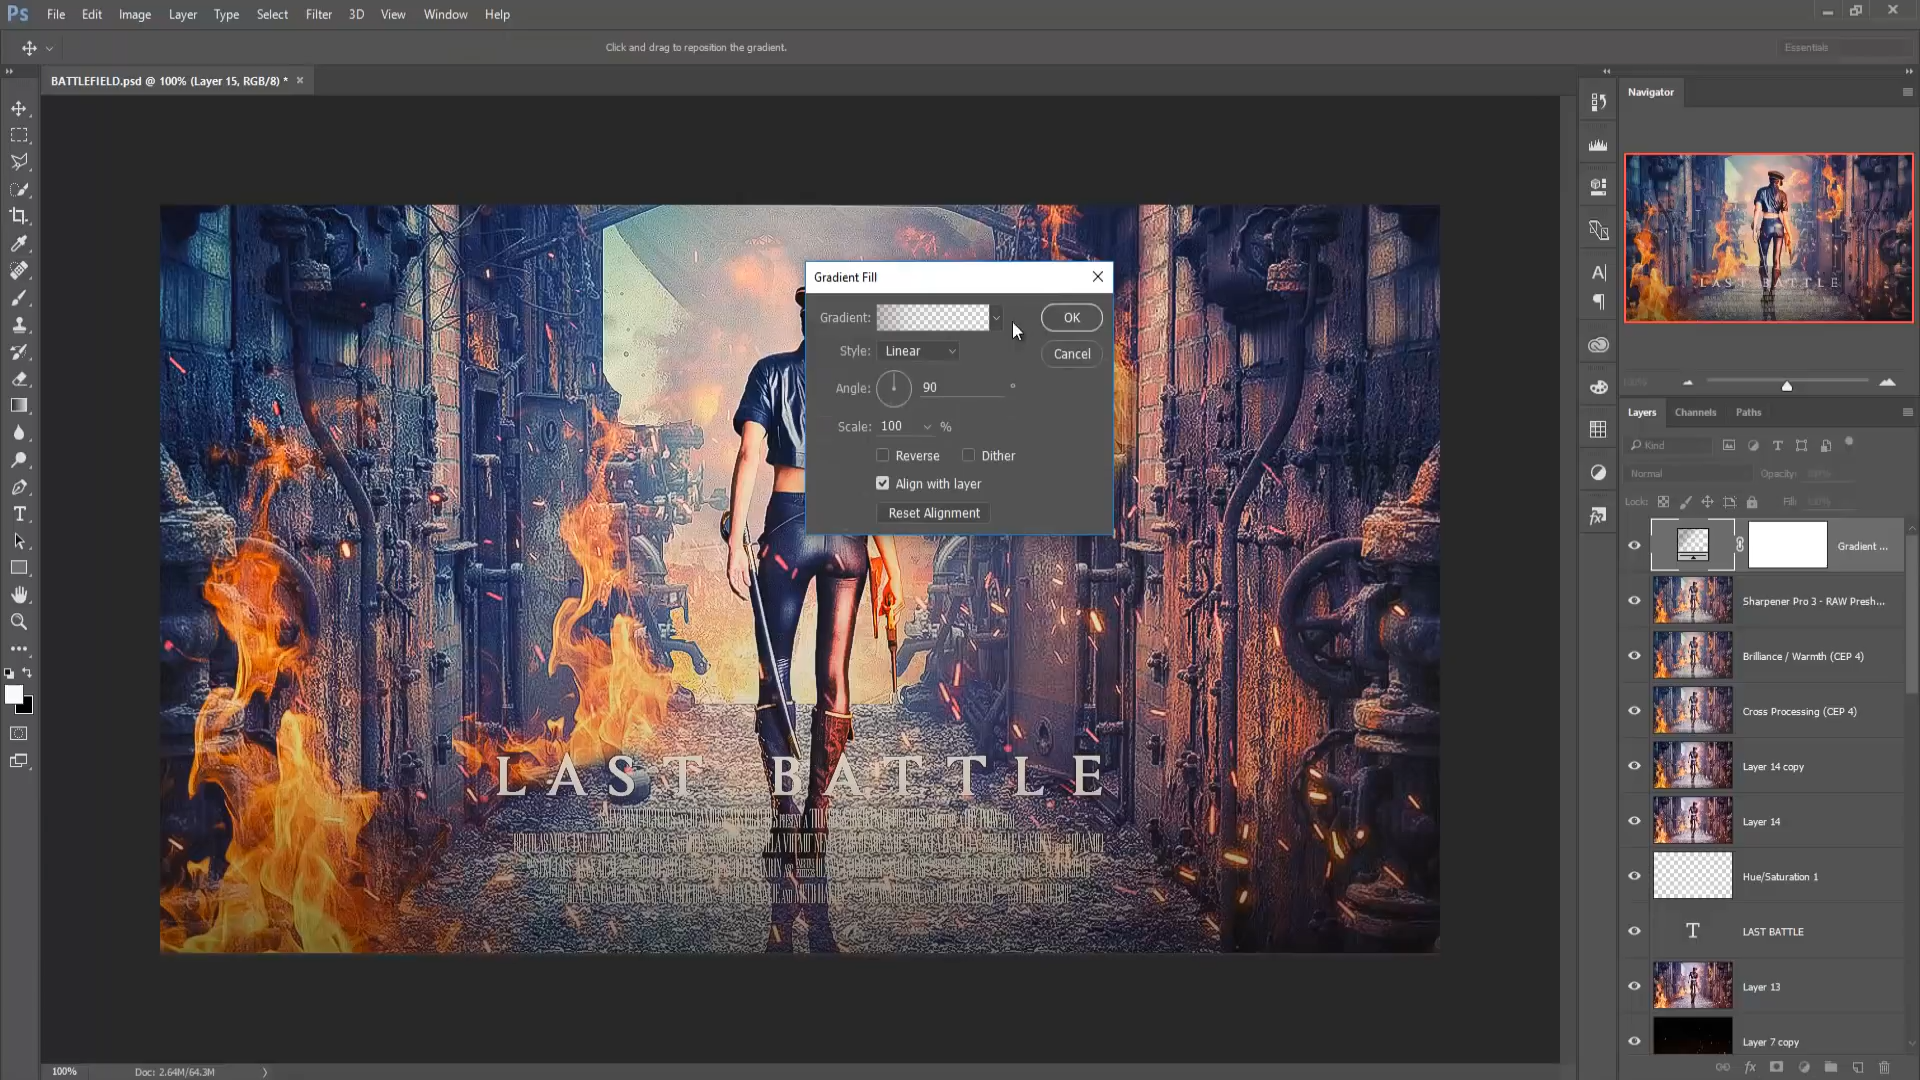 Ps File Edit Image Layer Type Select Filter 3D View Window Help
Click and drag to reposition the gradient.
Essentials
BATTLEFIELD.psd @ 100% (Layer 15, RGB/8) *
Navigator
Gradient Fill
Gradient:
OK
Style: Linear
Cancel
Angle: 90 °
Scale: 100 %
Reverse Dither
Align with layer
Reset Alignment
100%
Layers Channels Paths
Kind
Normal Opacity: 100%
Lock: Fill: 100%
Gradient ...
Sharpener Pro 3 - RAW Presh...
Brilliance / Warmth (CEP 4)
Cross Processing (CEP 4)
Layer 14 copy
Layer 14
Hue/Saturation 1
LAST BATTLE
Layer 13
Layer 7 copy
LAST BATTLE
100% Doc: 2.64M/64.3M